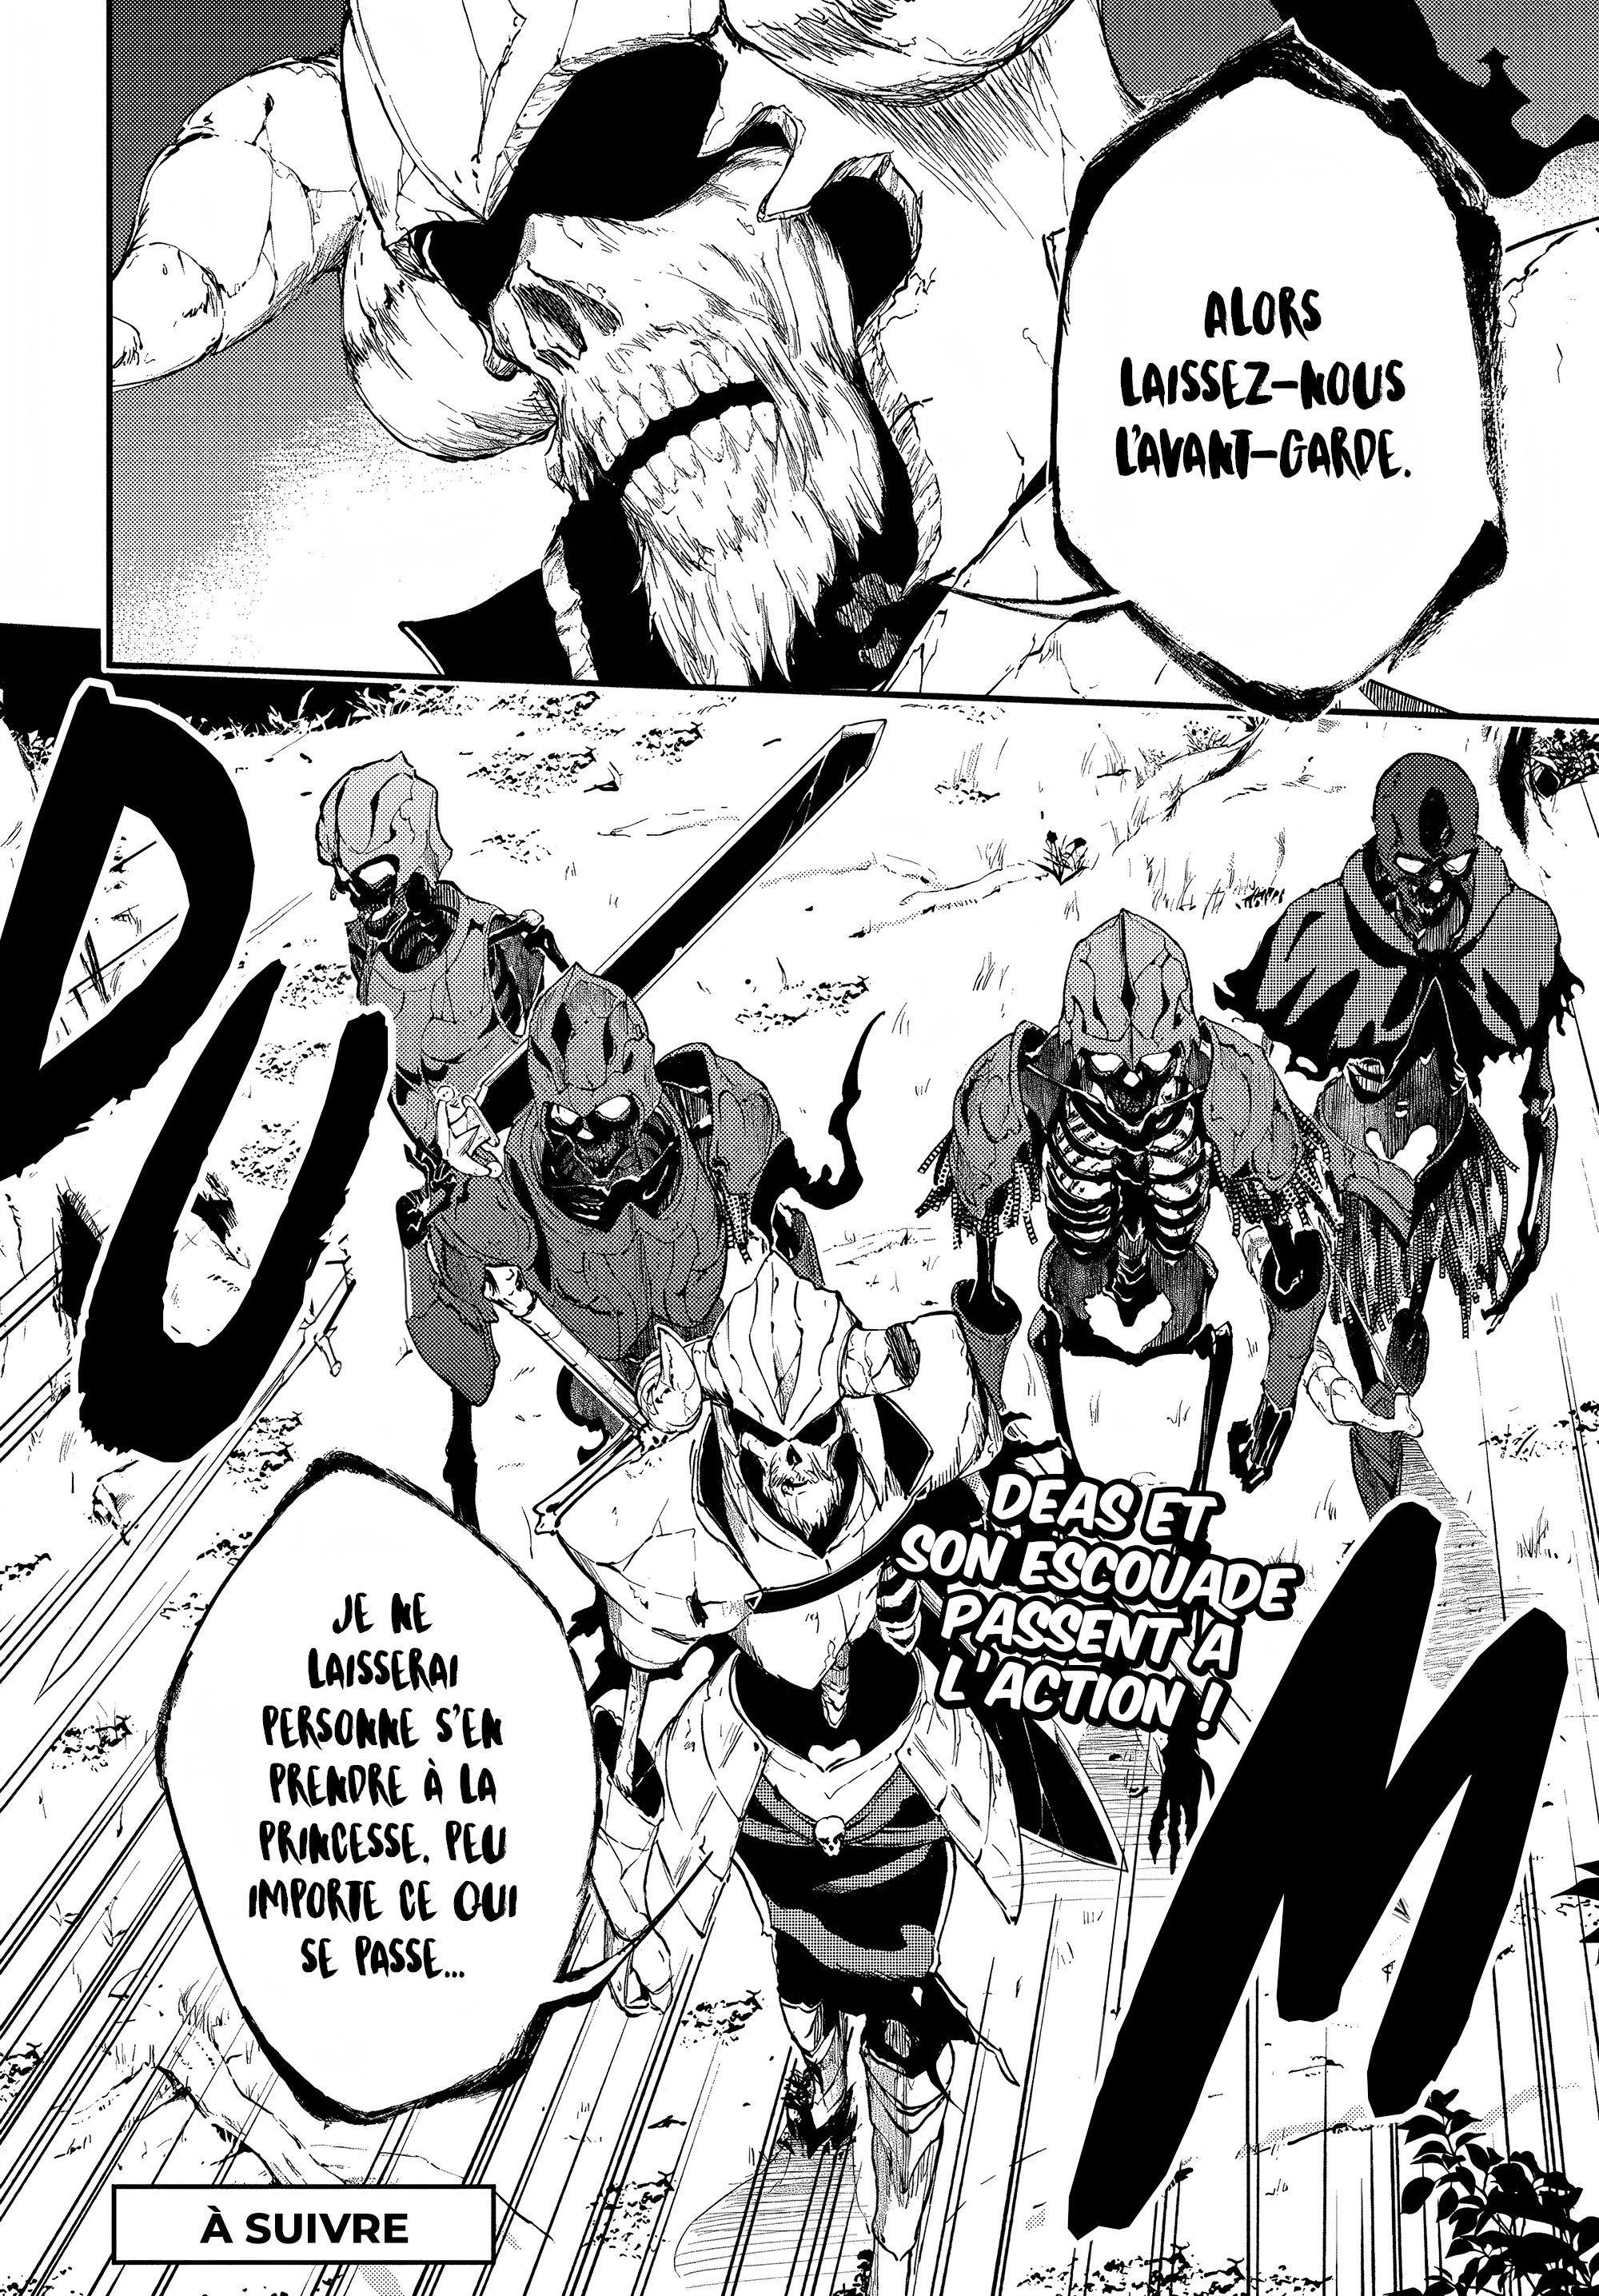 ALORS
LAISSEZ-NOUS
L'AVANT-GARDE.
DUM
DEAS ET
SON ESCOUADE
PASSENT À
L'ACTION !
JE NE
LAISSERAI
PERSONNE S'EN
PRENDRE À LA
PRINCESSE. PEU
IMPORTE CE QUI
SE PASSE...
À SUIVRE